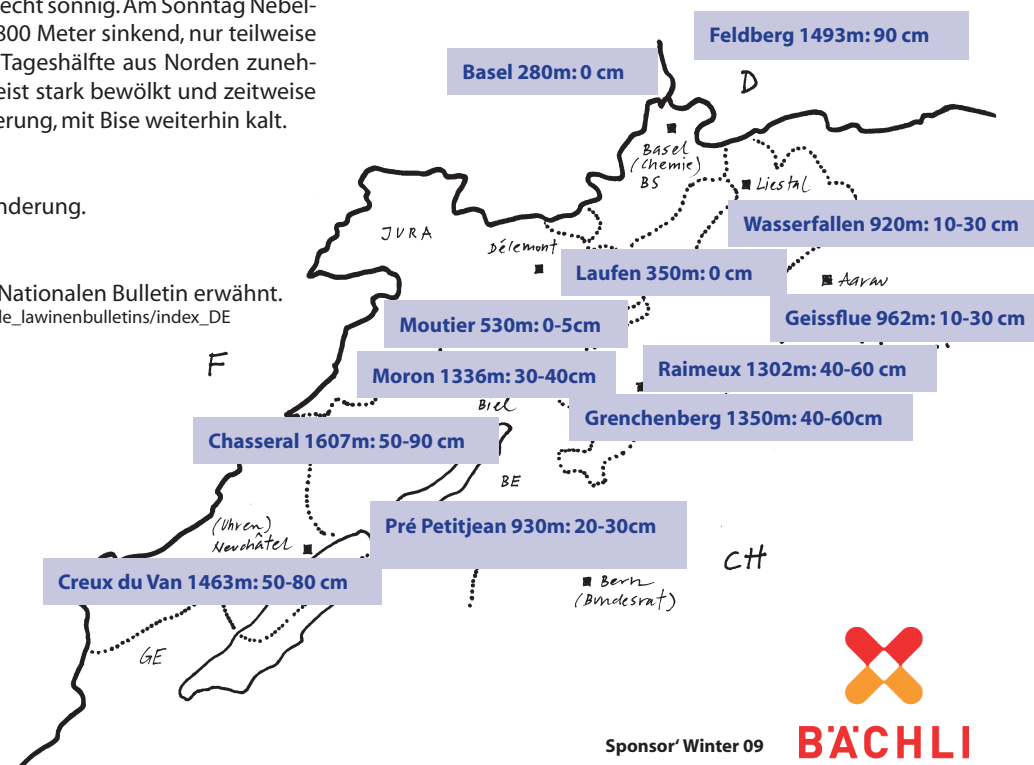 echt sonnig. Am Sonntag Nebel-
800 Meter sinkend, nur teilweise
Tageshälfte aus Norden zuneh-
eist stark bewölkt und zeitweise
erung, mit Bise weiterhin kalt.
nderung.
Nationalen Bulletin erwähnt.
le_lawinenbulletins/index_DE
Feldberg 1493m: 90 cm
Basel 280m: 0 cm
D
Basel
(Chemie)
BS
Liestal
JURA
Wasserfallen 920m: 10-30 cm
Délemont
Laufen 350m: 0 cm
Aarau
Moutier 530m: 0-5cm
Geissflue 962m: 10-30 cm
F
Moron 1336m: 30-40cm
Raimeux 1302m: 40-60 cm
Biel
Grenchenberg 1350m: 40-60cm
Chasseral 1607m: 50-90 cm
BE
(Uhren)
Neuchâtel
Pré Petitjean 930m: 20-30cm
CH
Creux du Van 1463m: 50-80 cm
Bern
(Bundesrat)
GE
Sponsor' Winter 09
BÄCHLI